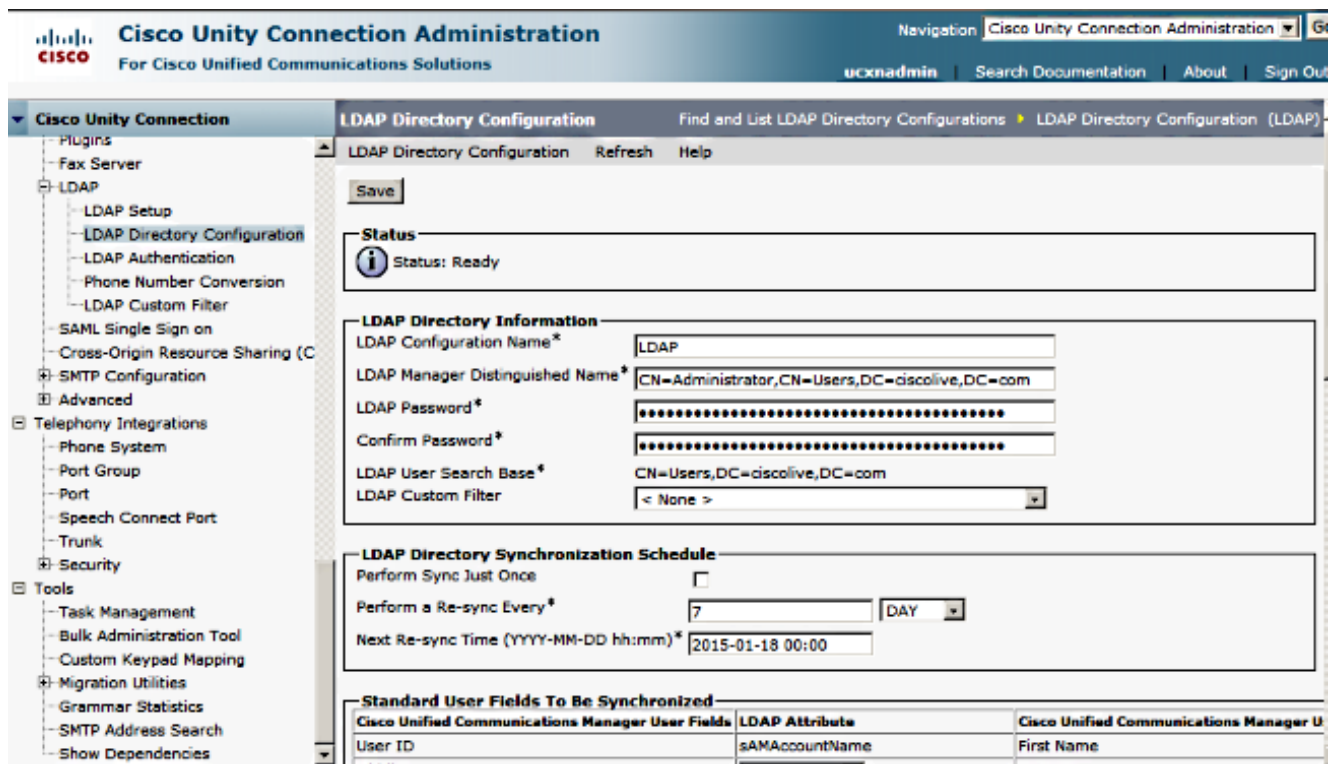 CISCO
Cisco Unity Connection Administration
For Cisco Unified Communications Solutions
Navigation Cisco Unity Connection Administration
ucxnadmin | Search Documentation | About | Sign Out
Cisco Unity Connection
Plugins
Fax Server
LDAP
LDAP Setup
LDAP Directory Configuration
LDAP Authentication
Phone Number Conversion
LDAP Custom Filter
SAML Single Sign on
Cross-Origin Resource Sharing (C
SMTP Configuration
Advanced
Telephony Integrations
Phone System
Port Group
Port
Speech Connect Port
Trunk
Security
Tools
Task Management
Bulk Administration Tool
Custom Keypad Mapping
Migration Utilities
Grammar Statistics
SMTP Address Search
Show Dependencies
LDAP Directory Configuration
Find and List LDAP Directory Configurations LDAP Directory Configuration (LDAP)
LDAP Directory Configuration Refresh Help
Save
Status
Status: Ready
LDAP Directory Information
LDAP Configuration Name* LDAP
LDAP Manager Distinguished Name* CN=Administrator,CN=Users,DC=ciscolive,DC=com
LDAP Password*
Confirm Password*
LDAP User Search Base* CN=Users,DC=ciscolive,DC=com
LDAP Custom Filter < None >
LDAP Directory Synchronization Schedule
Perform Sync Just Once
Perform a Re-sync Every* 7 DAY
Next Re-sync Time (YYYY-MM-DD hh:mm)* 2015-01-18 00:00
Standard User Fields To Be Synchronized
Cisco Unified Communications Manager User Fields LDAP Attribute Cisco Unified Communications Manager U
User ID sAMAccountName First Name